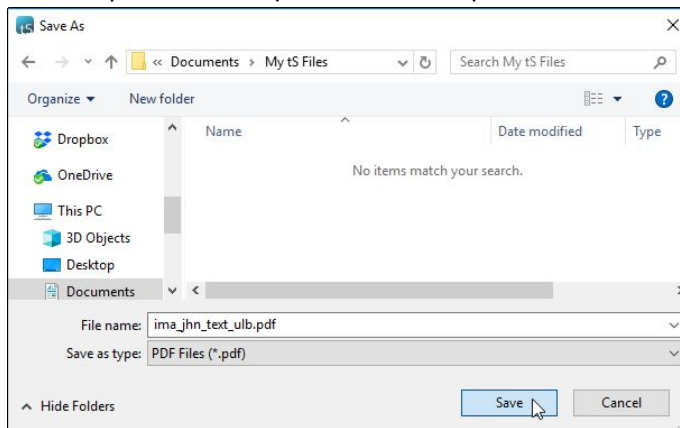 tS Save As
« Documents > My tS Files
Search My tS Files
Organize
New folder
Name
Date modified
Type
Dropbox
OneDrive
This PC
3D Objects
Desktop
Documents
No items match your search.
File name: ima_jhn_text_ulb.pdf
Save as type: PDF Files (*.pdf)
Hide Folders
Save
Cancel